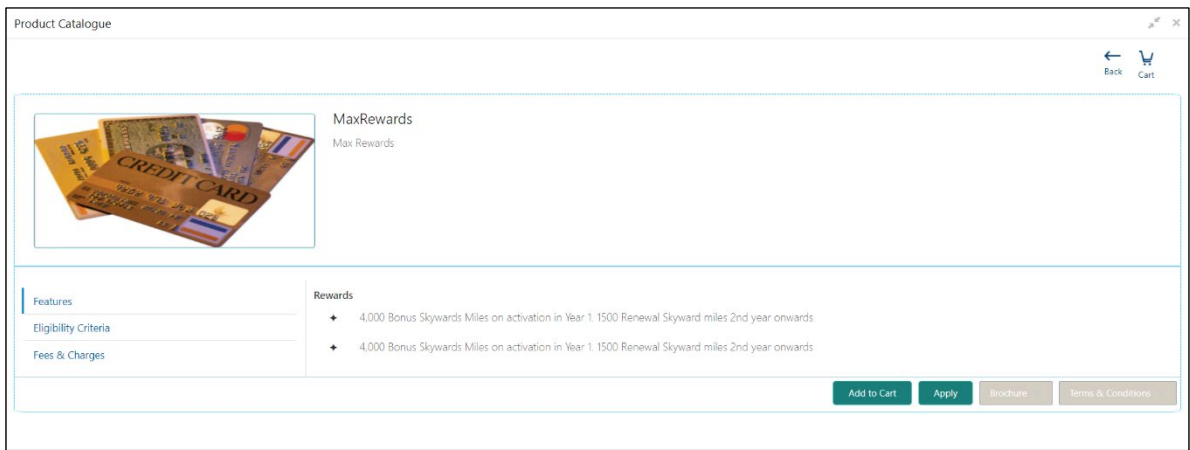 Product Catalogue
Back
Cart
CREDIT CARD
MaxRewards
Max Rewards
Features
Eligibility Criteria
Fees & Charges
Rewards
4,000 Bonus Skywards Miles on activation in Year 1. 1500 Renewal Skyward miles 2nd year onwards
4,000 Bonus Skywards Miles on activation in Year 1. 1500 Renewal Skyward miles 2nd year onwards
Add to Cart
Apply
Brochure
Terms & Conditions